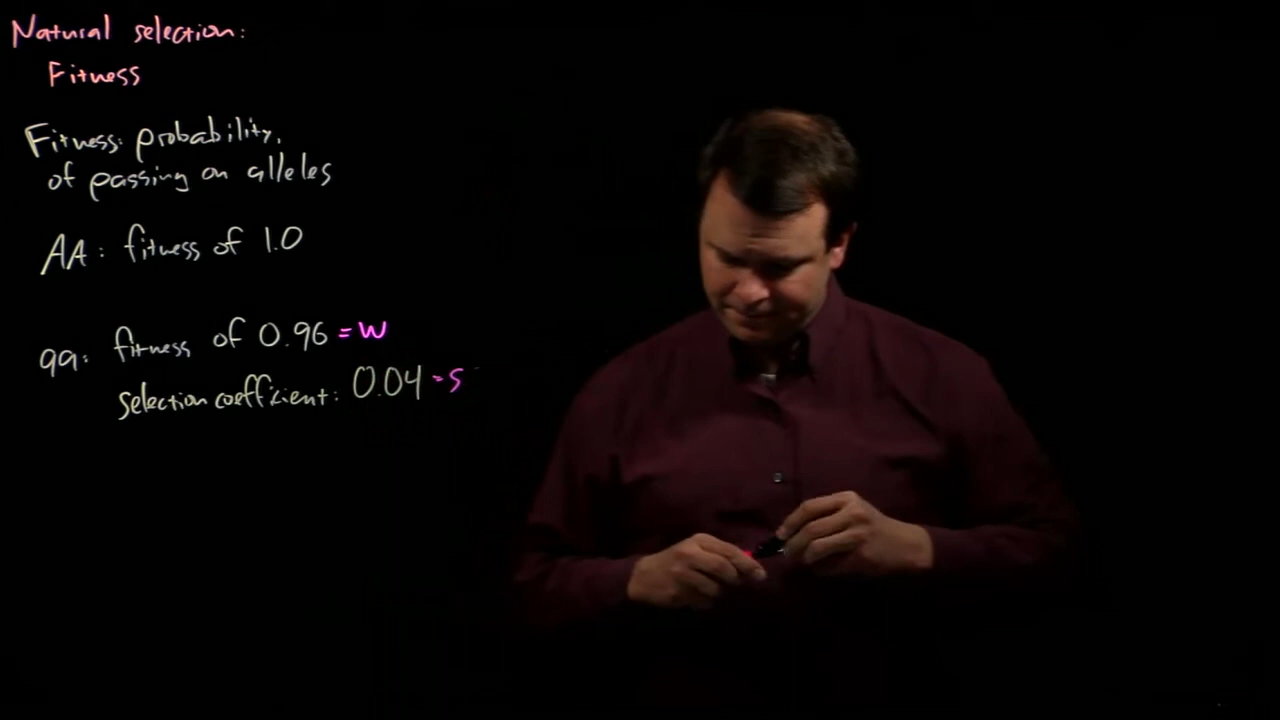 Natural selection:
Fitness
Fitness: probability,
of passing on alleles
AA: fitness of 1.0
aa: fitness of 0.96 = w
selection coefficient: 0.04 = s